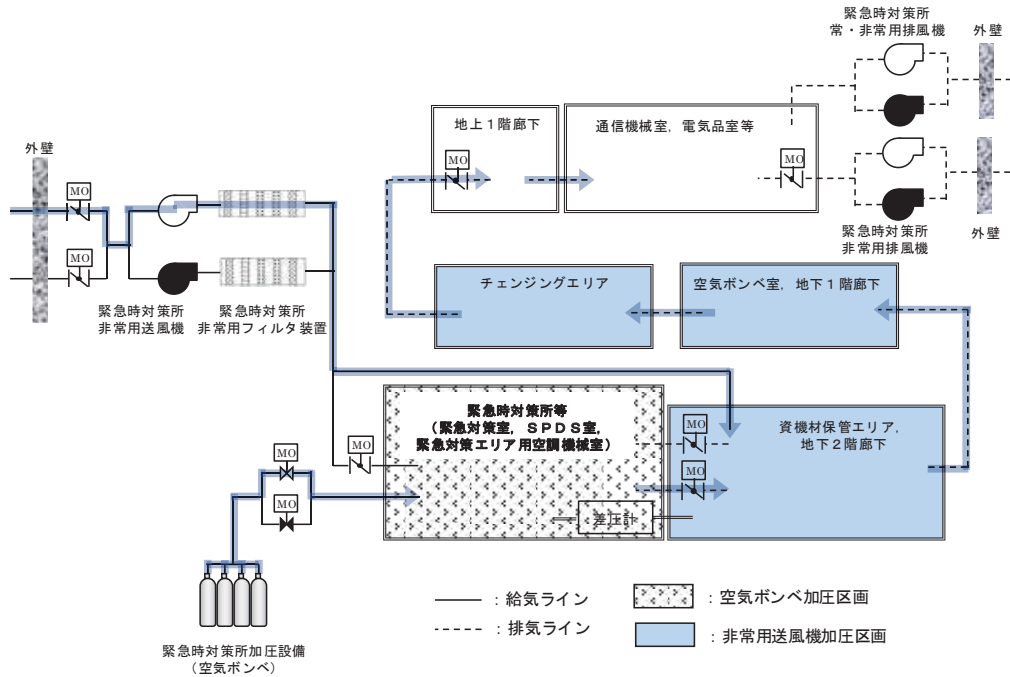 緊急時対策所
常・非常用排風機
外壁
地上1階廊下
通信機械室，電気品室等
外壁
MO
MO
MO
MO
緊急時対策所
非常用排風機
外壁
チェンジングエリア
空気ボンベ室，地下1階廊下
緊急時対策所
非常用送風機
緊急時対策所
非常用フィルタ装置
緊急時対策所等
（緊急対策室，ＳＰＤＳ室，
緊急対策エリア用空調機械室）
資機材保管エリア，
地下2階廊下
MO
MO
MO
MO
MO
差圧計
：給気ライン
：排気ライン
：空気ボンベ加圧区画
：非常用送風機加圧区画
緊急時対策所加圧設備
（空気ボンベ）